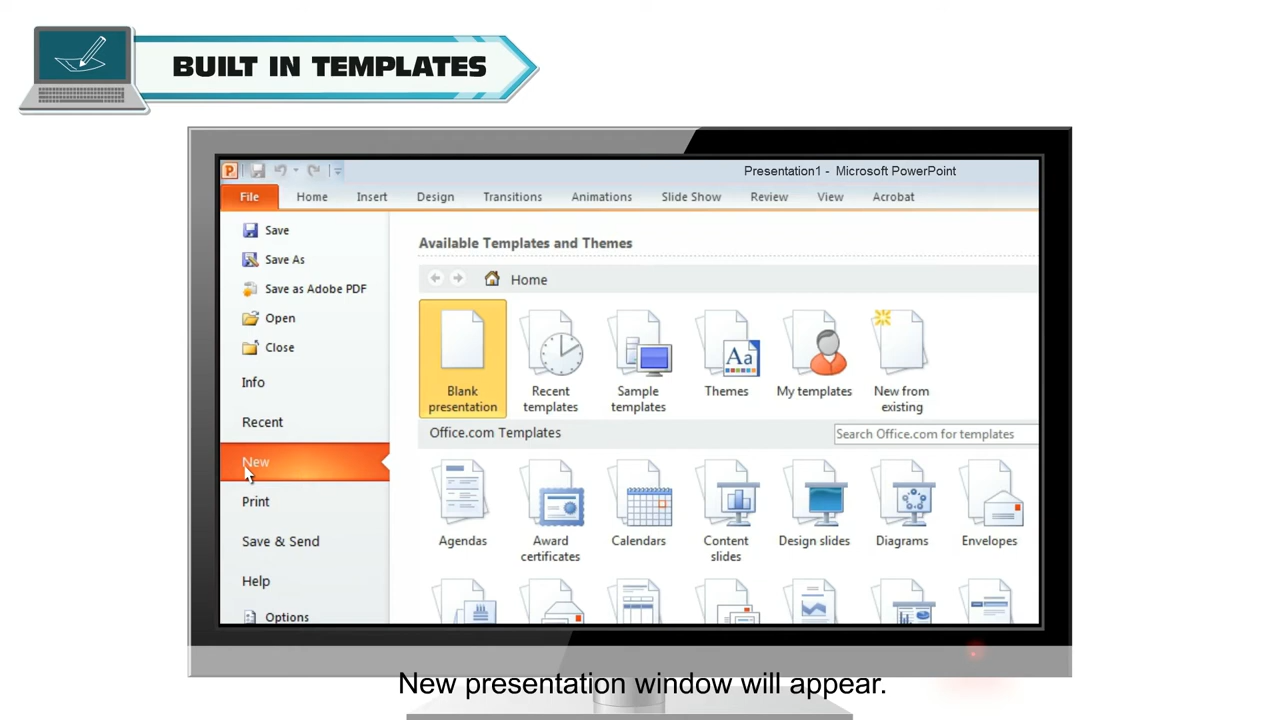 BUILT IN TEMPLATES
P
Presentation1 - Microsoft PowerPoint
File Home Insert Design Transitions Animations Slide Show Review View Acrobat
Save
Save As
Save as Adobe PDF
Open
Close
Info
Recent
New
Print
Save & Send
Help
Options
Available Templates and Themes
Home
Blank presentation
Recent templates
Sample templates
Aa
Themes
My templates
New from existing
Office.com Templates
Search Office.com for templates
Agendas
Award certificates
Calendars
Content slides
Design slides
Diagrams
Envelopes
New presentation window will appear.